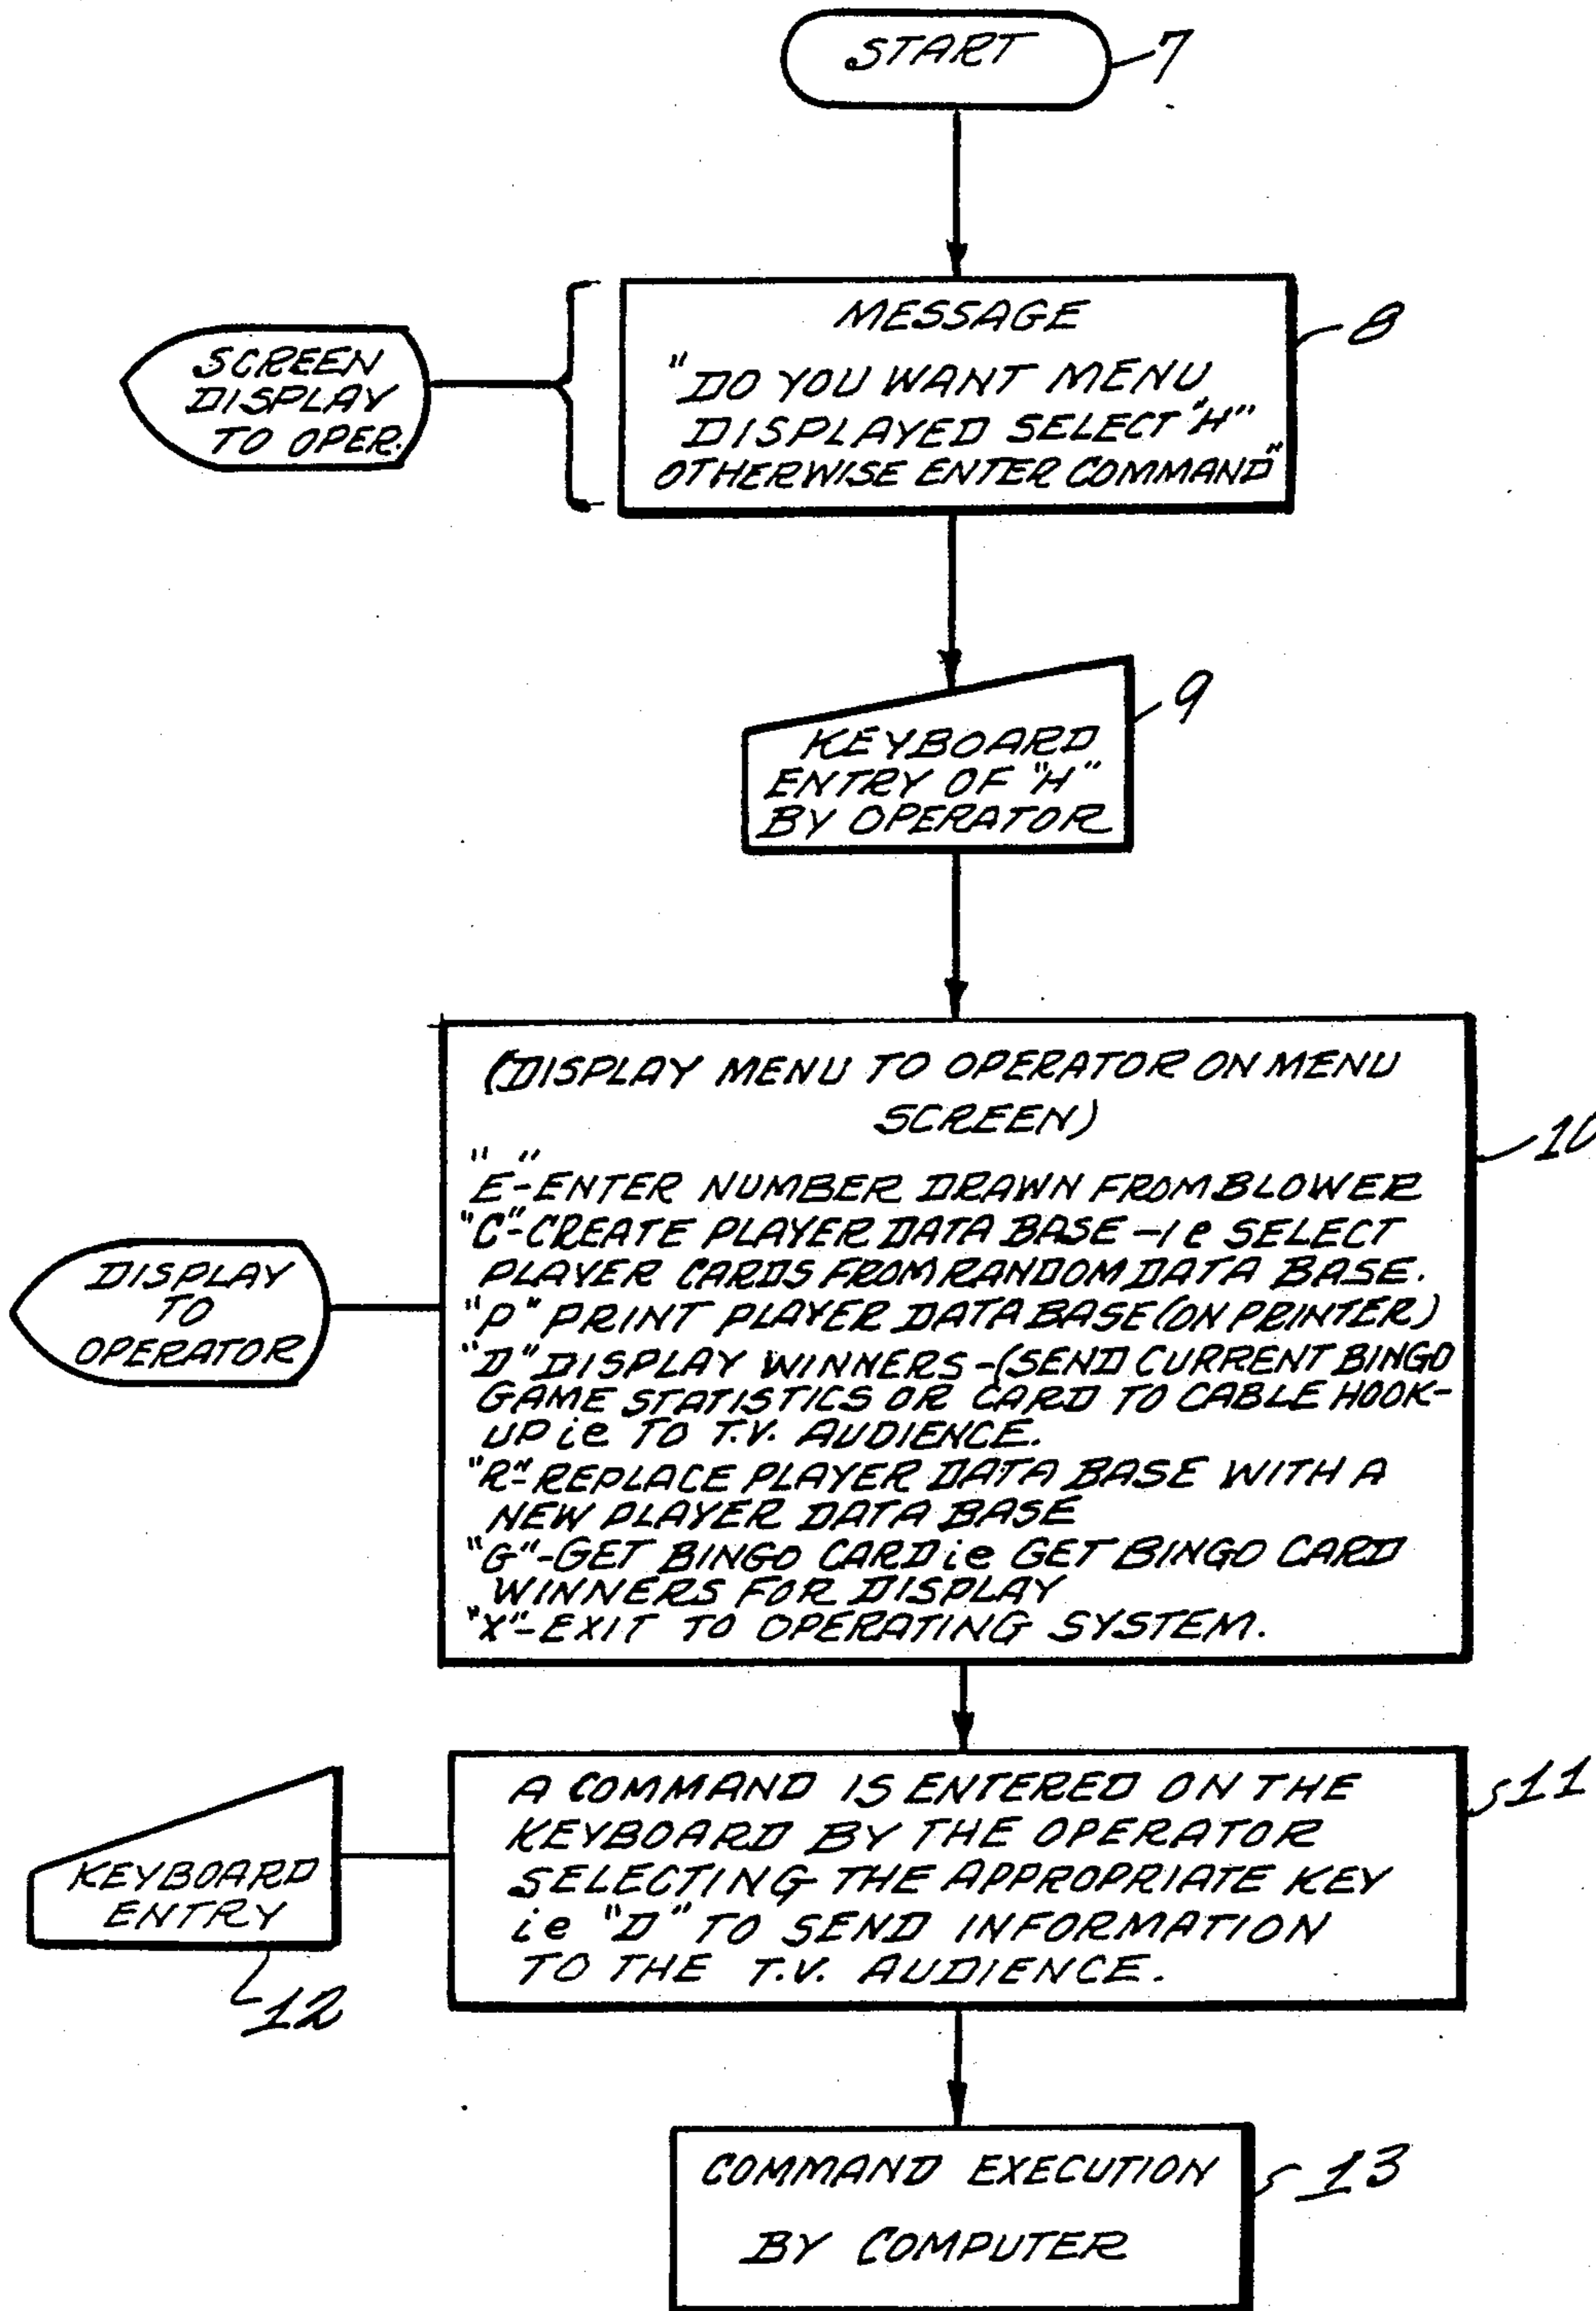 START
7
MESSAGE
"DO YOU WANT MENU
DISPLAYED SELECT "H"
OTHERWISE ENTER COMMAND"
8
SCREEN
DISPLAY
TO OPER.
KEYBOARD
ENTRY OF "H"
BY OPERATOR
9
(DISPLAY MENU TO OPERATOR ON MENU
SCREEN)
"E"-ENTER NUMBER DRAWN FROM BLOWER
"C"-CREATE PLAYER DATA BASE -ie SELECT
PLAYER CARDS FROM RANDOM DATA BASE.
"P" PRINT PLAYER DATA BASE (ON PRINTER)
"D" DISPLAY WINNERS-(SEND CURRENT BINGO
GAME STATISTICS OR CARD TO CABLE HOOK-
UP ie TO T.V. AUDIENCE.
"R"-REPLACE PLAYER DATA BASE WITH A
NEW PLAYER DATA BASE
"G"-GET BINGO CARD ie GET BINGO CARD
WINNERS FOR DISPLAY
"X"-EXIT TO OPERATING SYSTEM.
10
DISPLAY
TO
OPERATOR
A COMMAND IS ENTERED ON THE
KEYBOARD BY THE OPERATOR
SELECTING THE APPROPRIATE KEY
ie "D" TO SEND INFORMATION
TO THE T.V. AUDIENCE.
11
KEYBOARD
ENTRY
12
COMMAND EXECUTION
BY COMPUTER
13